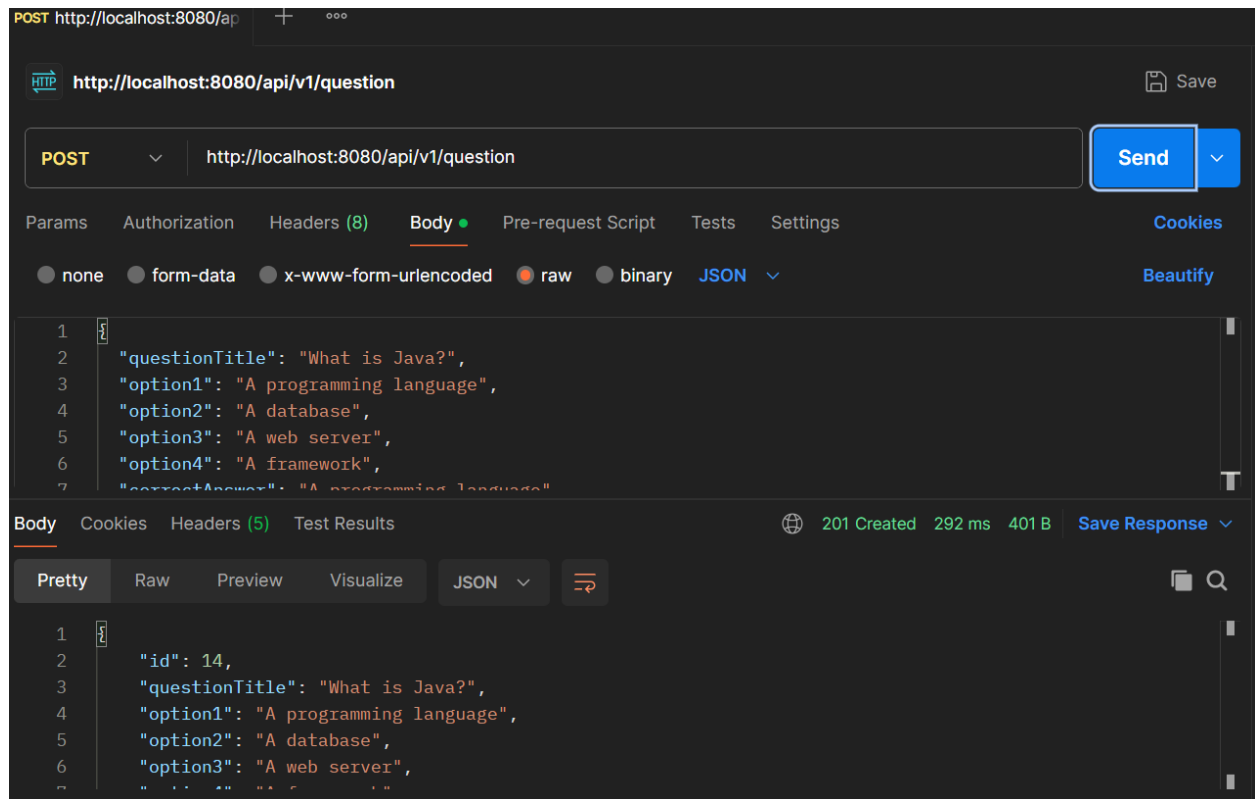 POST http://localhost:8080/ap
HTTP http://localhost:8080/api/v1/question Save
POST http://localhost:8080/api/v1/question Send
Params Authorization Headers (8) Body Pre-request Script Tests Settings Cookies
none form-data x-www-form-urlencoded raw binary JSON Beautify
1 {
2 "questionTitle": "What is Java?",
3 "option1": "A programming language",
4 "option2": "A database",
5 "option3": "A web server",
6 "option4": "A framework",
7 "correctAnswer": "A programming language"
Body Cookies Headers (5) Test Results 201 Created 292 ms 401 B Save Response
Pretty Raw Preview Visualize JSON
1 {
2 "id": 14,
3 "questionTitle": "What is Java?",
4 "option1": "A programming language",
5 "option2": "A database",
6 "option3": "A web server",